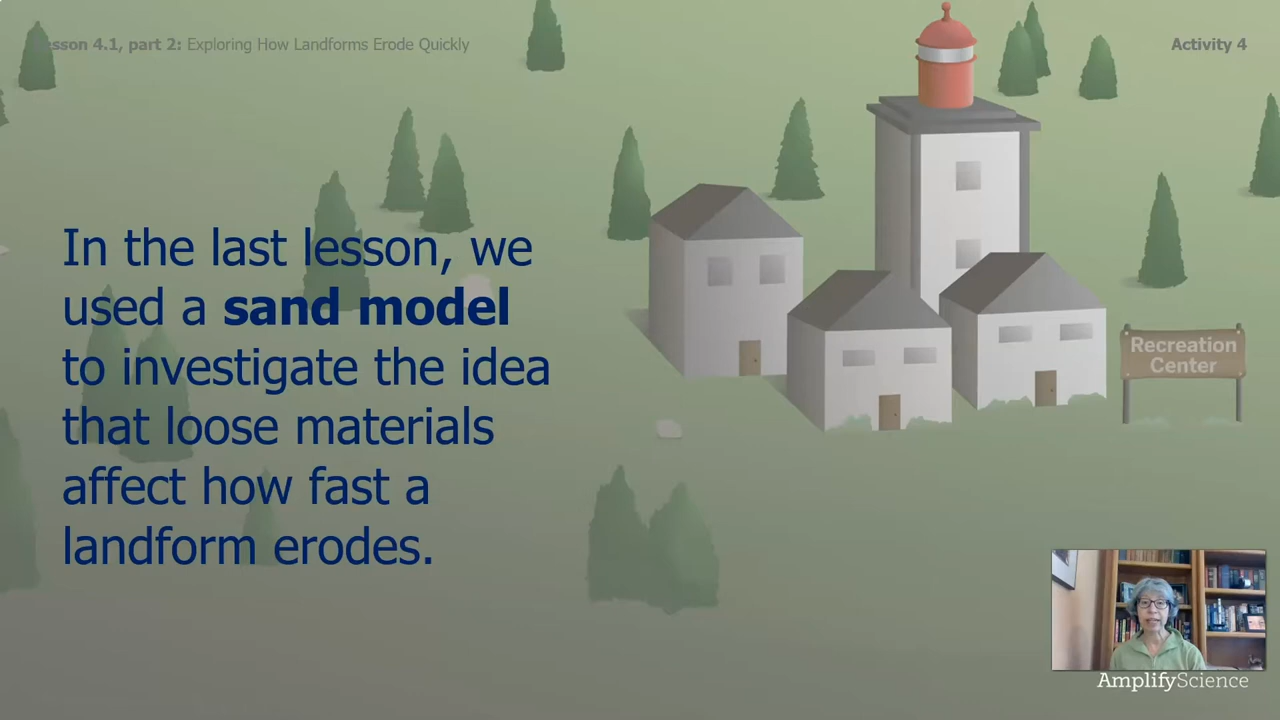 Lesson 4.1, part 2: Exploring How Landforms Erode Quickly
Activity 4
In the last lesson, we
used a sand model
to investigate the idea
that loose materials
affect how fast a
landform erodes.
Recreation
Center
AmplifyScience